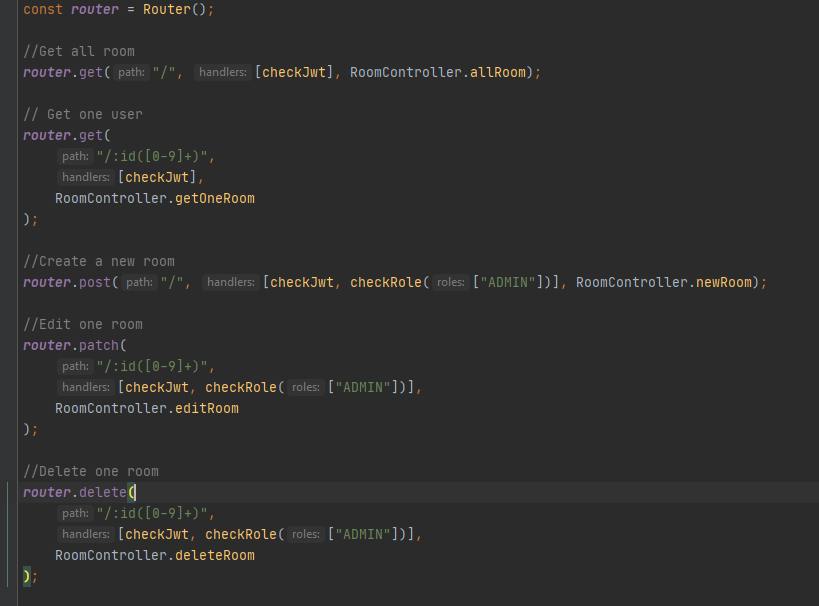 const router = Router();
//Get all room
router.get( path: "/", handlers: [checkJwt], RoomController.allRoom);
// Get one user
router.get(
path: "/:id([0-9]+)",
handlers: [checkJwt],
RoomController.getOneRoom
);
//Create a new room
router.post( path: "/", handlers: [checkJwt, checkRole( roles: ["ADMIN"])], RoomController.newRoom);
//Edit one room
router.patch(
path: "/:id([0-9]+)",
handlers: [checkJwt, checkRole( roles: ["ADMIN"])],
RoomController.editRoom
);
//Delete one room
router.delete(
path: "/:id([0-9]+)",
handlers: [checkJwt, checkRole( roles: ["ADMIN"])],
RoomController.deleteRoom
);